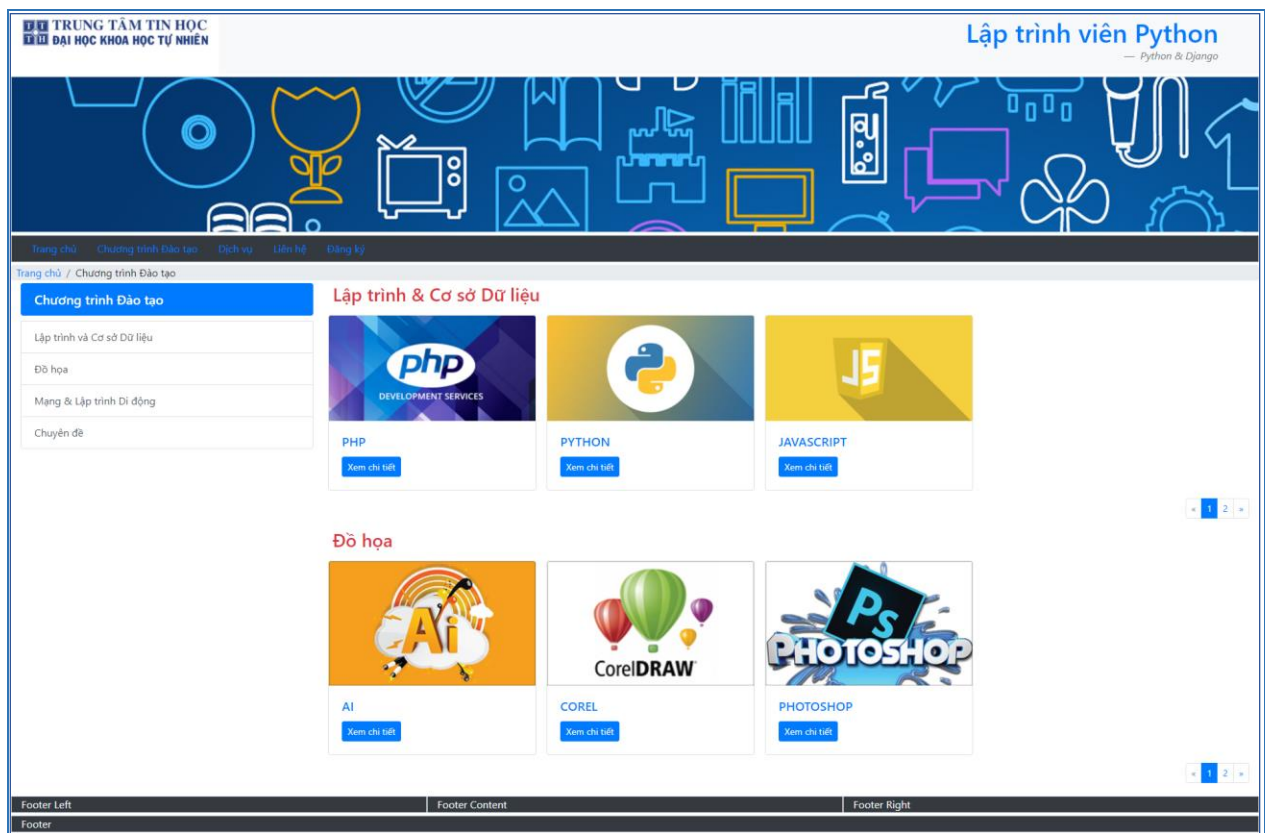 TT TRUNG TÂM TIN HỌC
TH ĐẠI HỌC KHOA HỌC TỰ NHIÊN
Lập trình viên Python
— Python & Django
Trang chủ Chương trình Đào tạo Dịch vụ Liên hệ Đăng ký
Trang chủ / Chương trình Đào tạo
Chương trình Đào tạo
Lập trình và Cơ sở Dữ liệu
Đồ họa
Mạng & Lập trình Di động
Chuyên đề
Lập trình & Cơ sở Dữ liệu
php
DEVELOPMENT SERVICES
JS
PHP
PYTHON
JAVASCRIPT
Xem chi tiết
Xem chi tiết
Xem chi tiết
« 1 2 »
Đồ họa
Ai
CorelDRAW
Ps
PHOTOSHOP
AI
COREL
PHOTOSHOP
Xem chi tiết
Xem chi tiết
Xem chi tiết
« 1 2 »
Footer Left
Footer Content
Footer Right
Footer